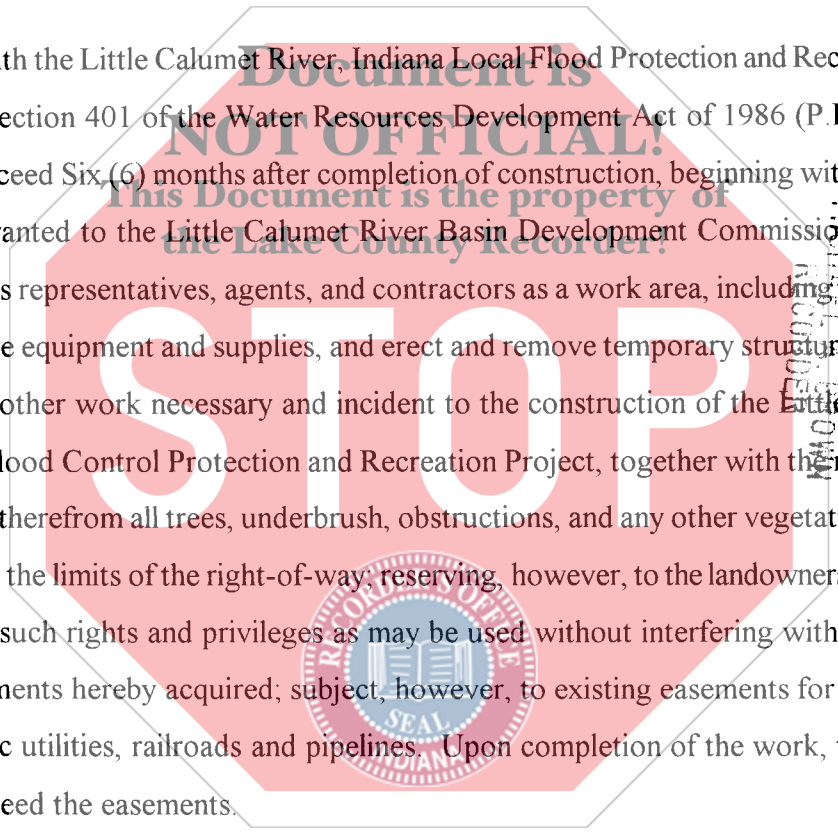 th the Little Calumet River, Indiana Local Flood Protection and Rec
Document is
ection 401 of the Water Resources Development Act of 1986 (P.
NOT OFFICIAL!
ceed Six (6) months after completion of construction, beginning wit
This Document is the property of
anted to the Little Calumet River Basin Development Commissio
the Lake County Recorder!
s representatives, agents, and contractors as a work area, including
e equipment and supplies, and erect and remove temporary structur
STOP
other work necessary and incident to the construction of the Little
lood Control Protection and Recreation Project, together with the
therefrom all trees, underbrush, obstructions, and any other vegetat
the limits of the right-of-way; reserving, however, to the landowner
RECORDER'S OFFICE
such rights and privileges as may be used without interfering with
nents hereby acquired; subject, however, to existing easements for
SEAL
c utilities, railroads and pipelines. Upon completion of the work,
INDIANA
eed the easements.